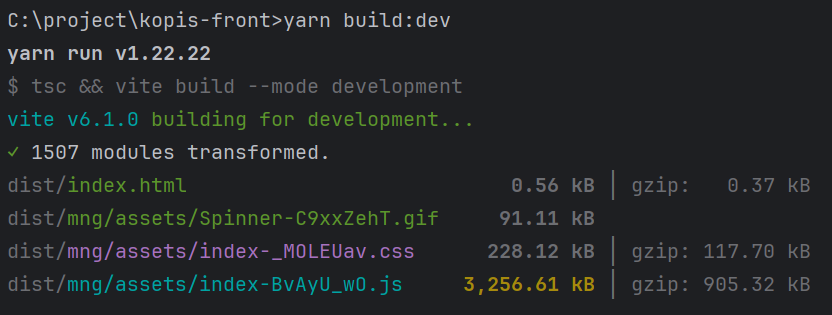 C:\project\kopis-front>yarn build:dev
yarn run v1.22.22
$ tsc && vite build --mode development
vite v6.1.0 building for development...
✓ 1507 modules transformed.
dist/index.html 0.56 kB │ gzip: 0.37 kB
dist/mng/assets/Spinner-C9xxZehT.gif 91.11 kB
dist/mng/assets/index-_MOLEUav.css 228.12 kB │ gzip: 117.70 kB
dist/mng/assets/index-BvAyU_wO.js 3,256.61 kB │ gzip: 905.32 kB